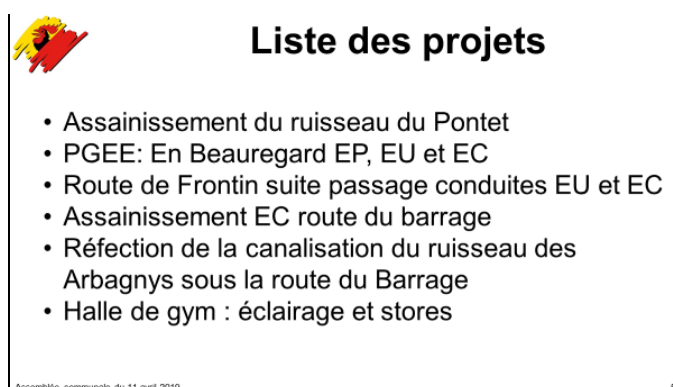 Liste des projets
• Assainissement du ruisseau du Pontet
• PGEE: En Beauregard EP, EU et EC
• Route de Frontin suite passage conduites EU et EC
• Assainissement EC route du barrage
• Réfection de la canalisation du ruisseau des
Arbagnys sous la route du Barrage
• Halle de gym : éclairage et stores
Assemblée communale du 11 avril 2019